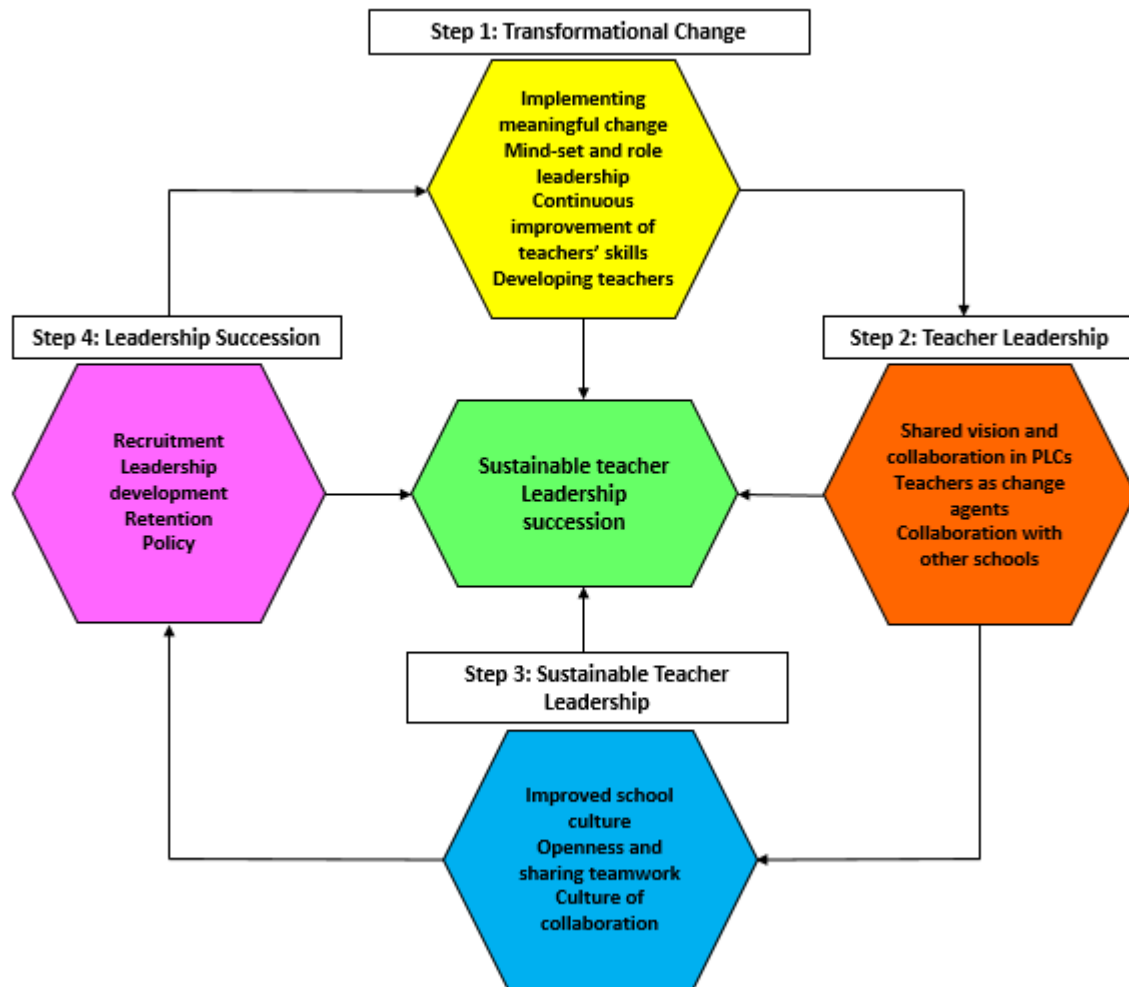 Step 1: Transformational Change
Implementing
meaningful change
Mind-set and role
leadership
Continuous
improvement of
teachers' skills
Developing teachers
Step 4: Leadership Succession
Recruitment
Leadership
development
Retention
Policy
Sustainable teacher
Leadership
succession
Step 2: Teacher Leadership
Shared vision and
collaboration in PLCs
Teachers as change
agents
Collaboration with
other schools
Step 3: Sustainable Teacher
Leadership
Improved school
culture
Openness and
sharing teamwork
Culture of
collaboration